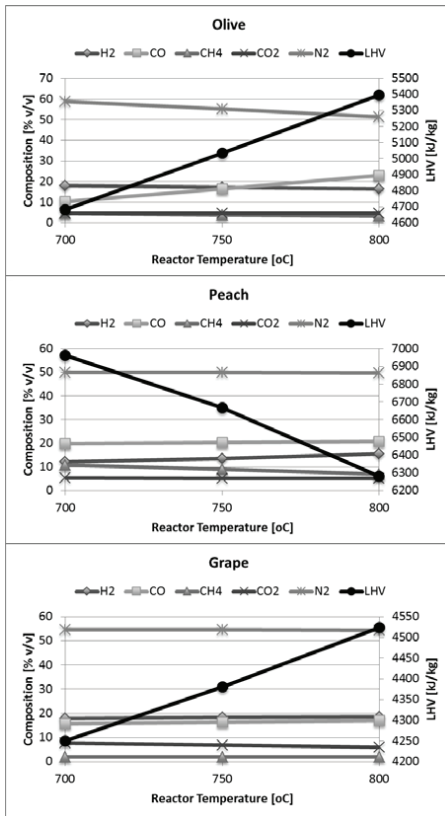 Olive
H2 CO CH4 CO2 N2 LHV
Composition [% v/v]
70
60
50
40
30
20
10
0
5500
5400
5300
5200
5100
5000
4900
4800
4700
4600
LHV [kJ/kg]
700 750 800
Reactor Temperature [oC]
Peach
H2 CO CH4 CO2 N2 LHV
Composition [% v/v]
60
50
40
30
20
10
0
7000
6900
6800
6700
6600
6500
6400
6300
6200
LHV [kJ/kg]
700 750 800
Reactor Temperature [oC]
Grape
H2 CO CH4 CO2 N2 LHV
Composition [% v/v]
60
50
40
30
20
10
0
4550
4500
4450
4400
4350
4300
4250
4200
LHV [kJ/kg]
700 750 800
Reactor Temperature [oC]